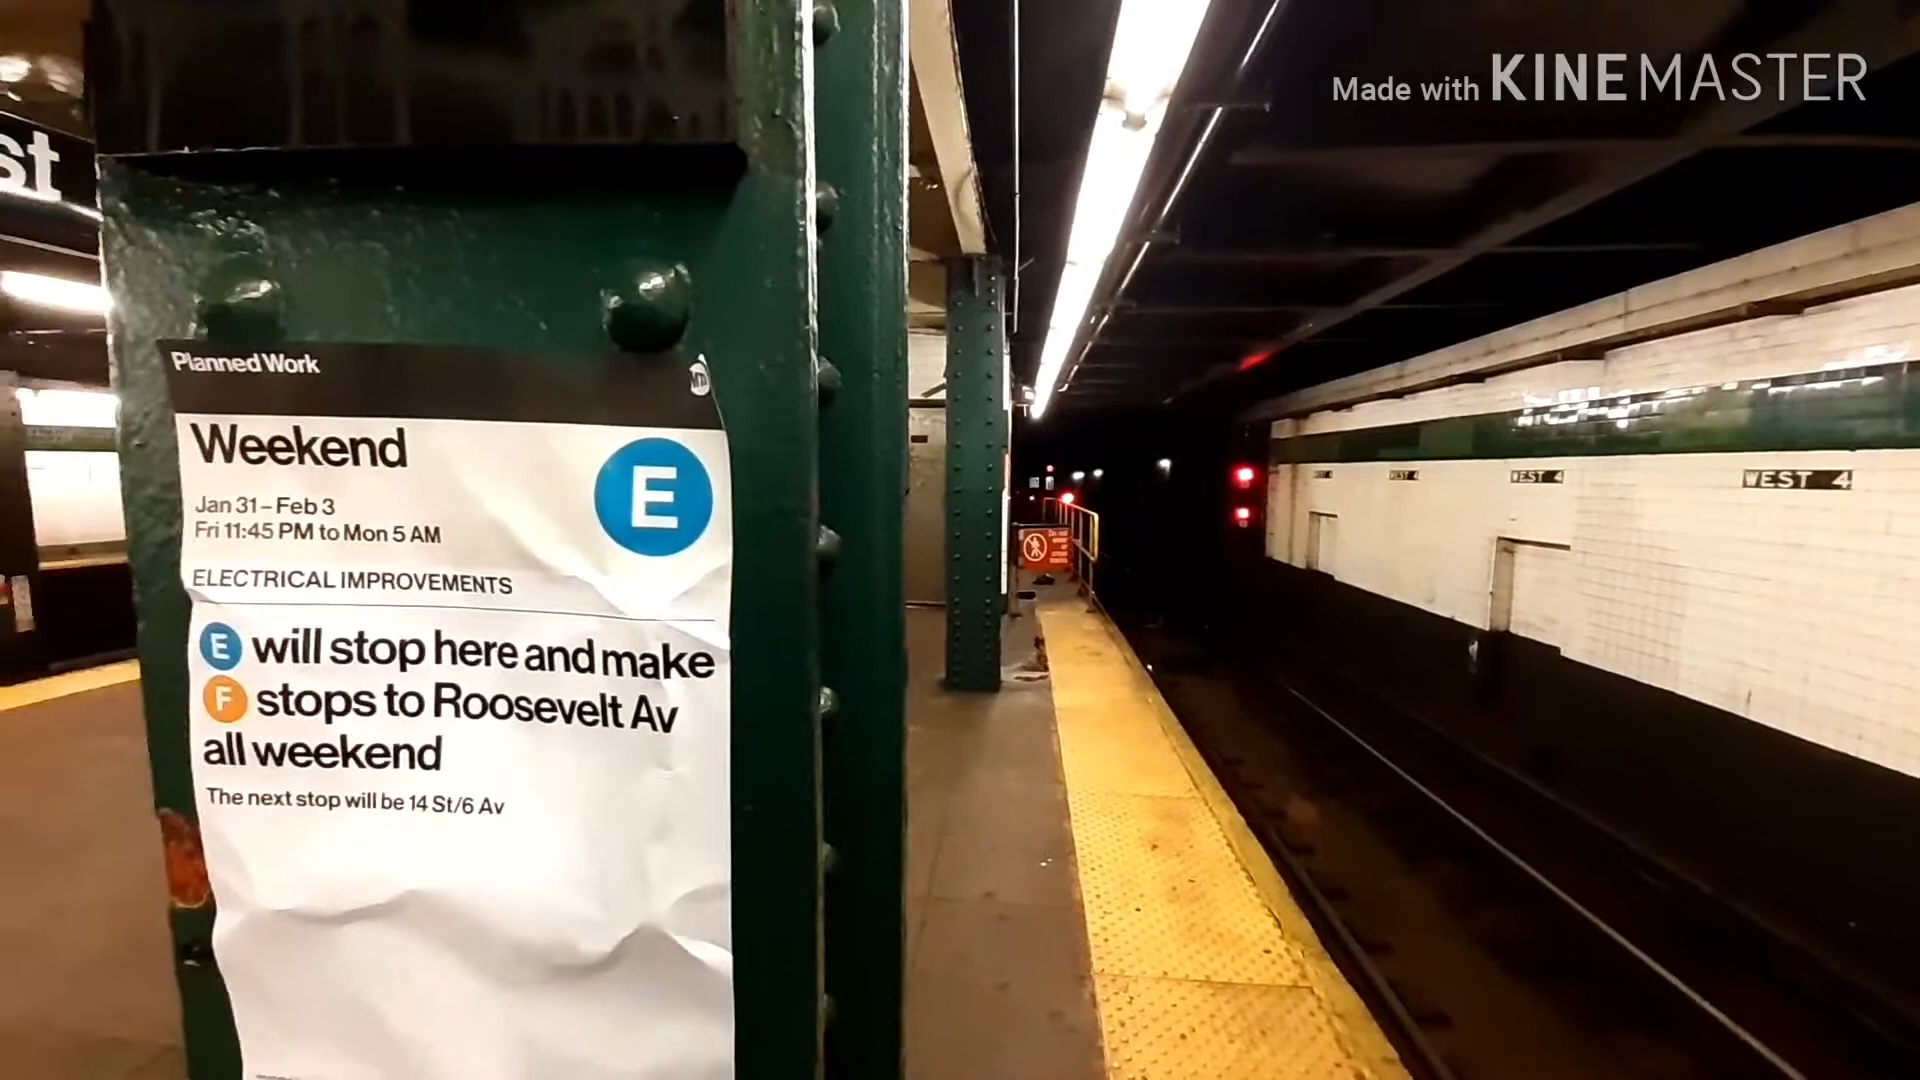 Made with KINEMASTER
st
Planned Work
MTA
Weekend
E
Jan 31 – Feb 3
Fri 11:45 PM to Mon 5 AM
ELECTRICAL IMPROVEMENTS
E will stop here and make
F stops to Roosevelt Av
all weekend
The next stop will be 14 St/6 Av
WEST 4
WEST 4
WEST 4